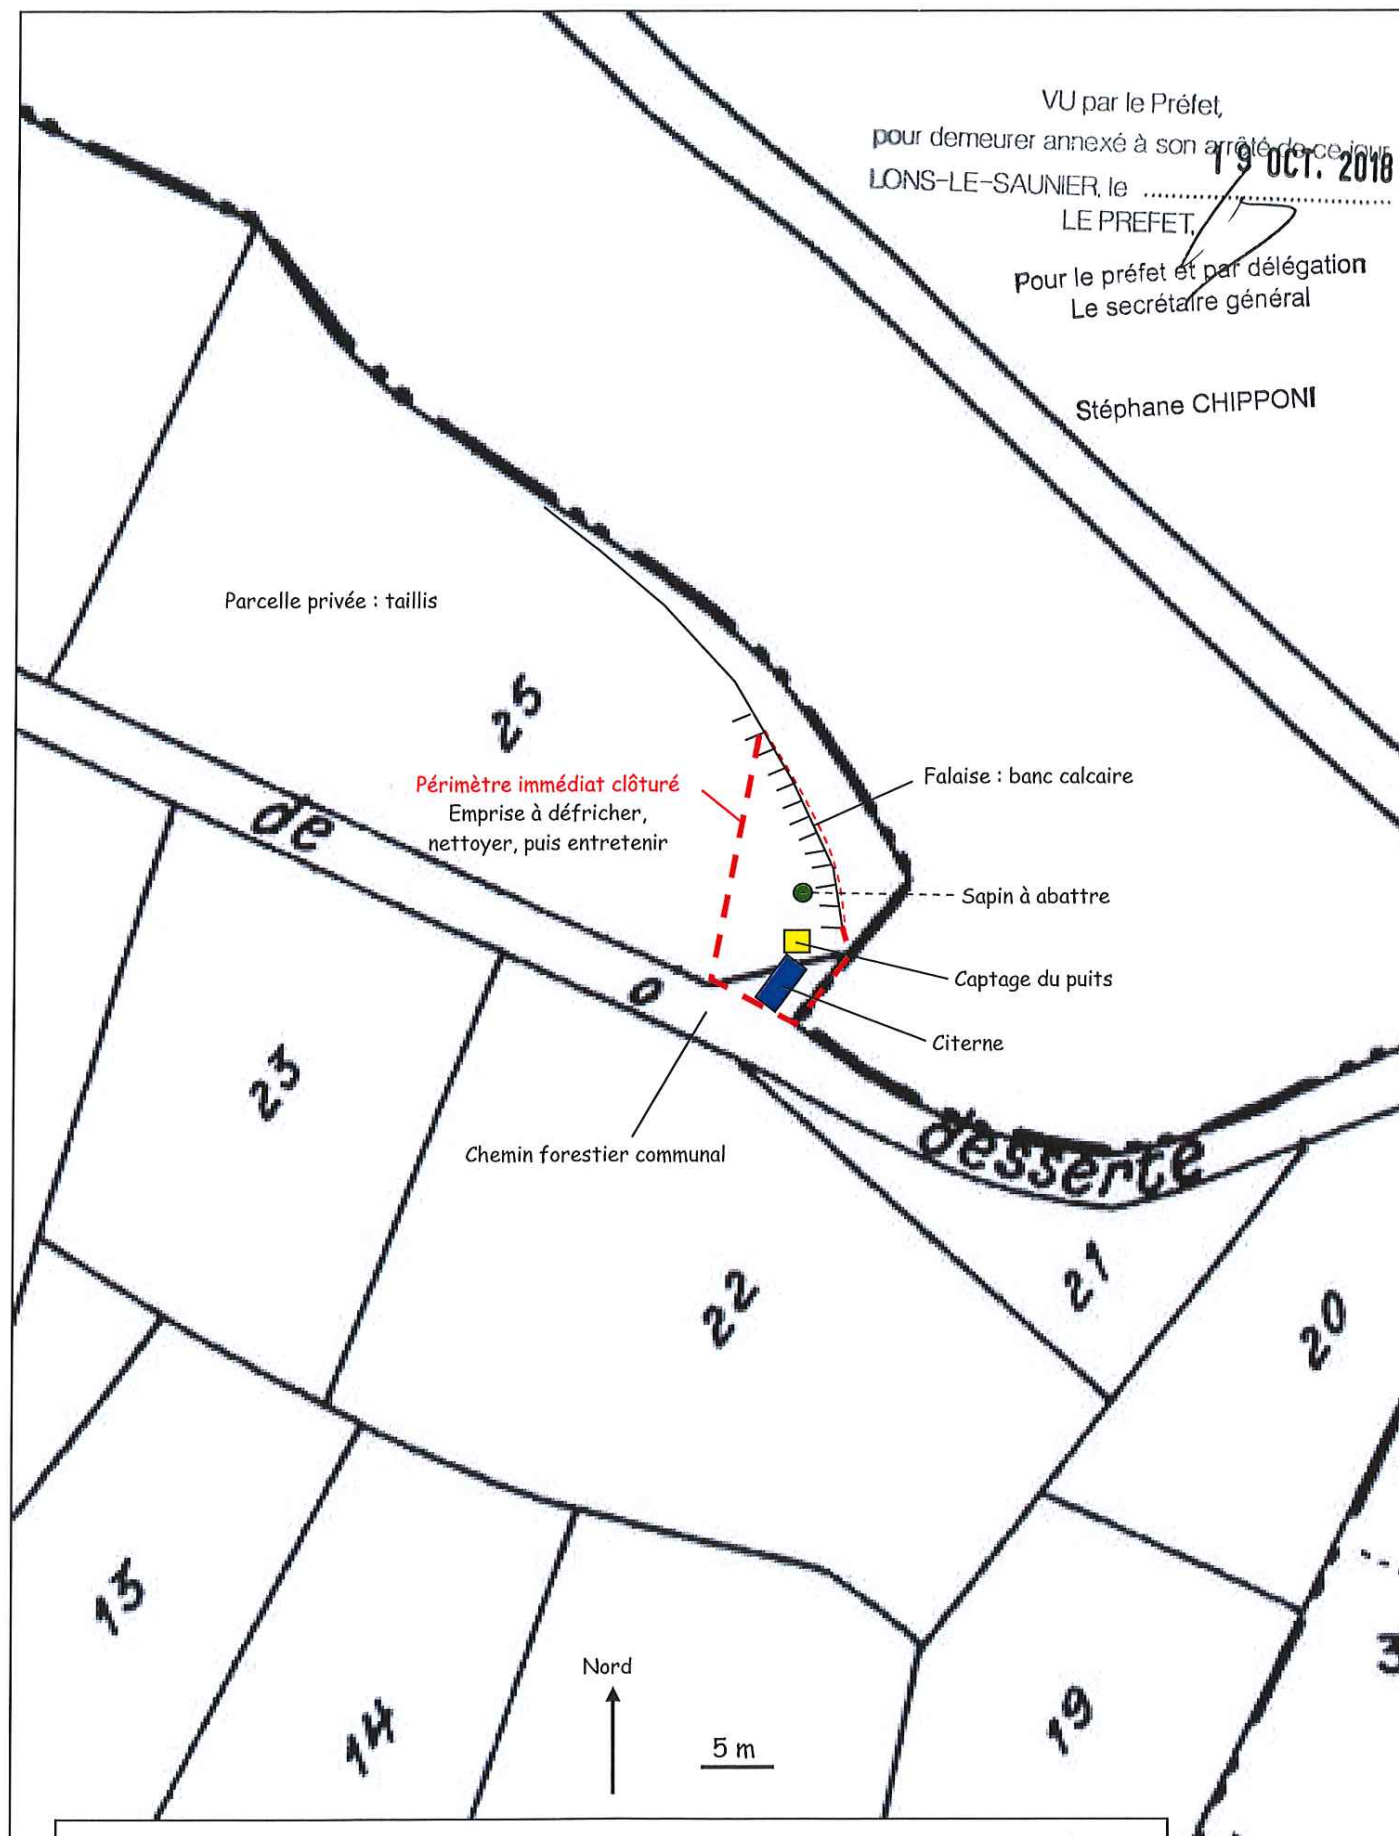 VU par le Préfet,
pour demeurer annexé à son arrêté de ce jour
19 OCT. 2018
LONS-LE-SAUNIER, le
LE PREFET,
Pour le préfet et par délégation
Le secrétaire général
Stéphane CHIPPONI
Parcelle privée : taillis
25
Périmètre immédiat clôturé
Emprise à défricher,
nettoyer, puis entretenir
Falaise : banc calcaire
de
Sapin à abattre
Captage du puits
Citerne
23
Chemin forestier communal
desserte
22
21
20
13
14
Nord
5 m
19
3